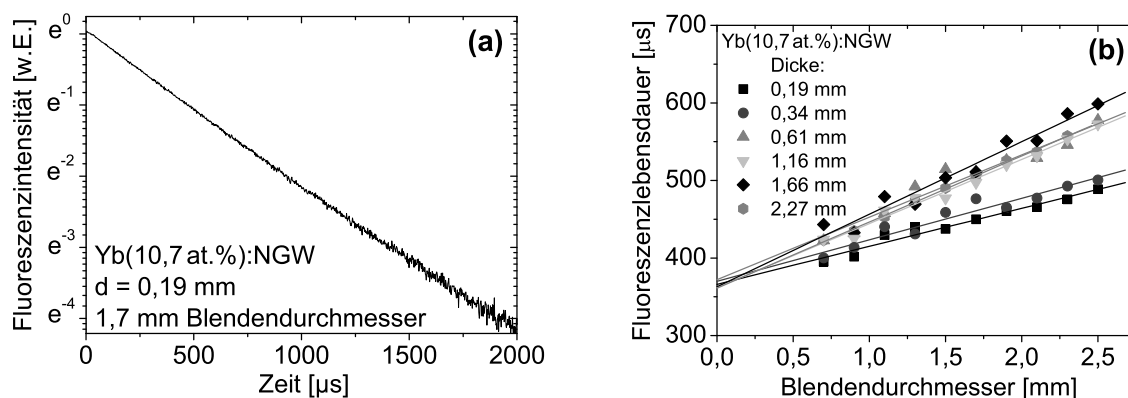 (a)
Fluoreszenzintensität [w.E.]
e⁰
e⁻¹
e⁻²
e⁻³
e⁻⁴
Yb(10,7 at.%):NGW
d = 0,19 mm
1,7 mm Blendendurchmesser
0 500 1000 1500 2000
Zeit [µs]
(b)
Fluoreszenzlebensdauer [µs]
700
600
500
400
300
Yb(10,7 at.%):NGW
Dicke:
0,19 mm
0,34 mm
0,61 mm
1,16 mm
1,66 mm
2,27 mm
0,0 0,5 1,0 1,5 2,0 2,5
Blendendurchmesser [mm]